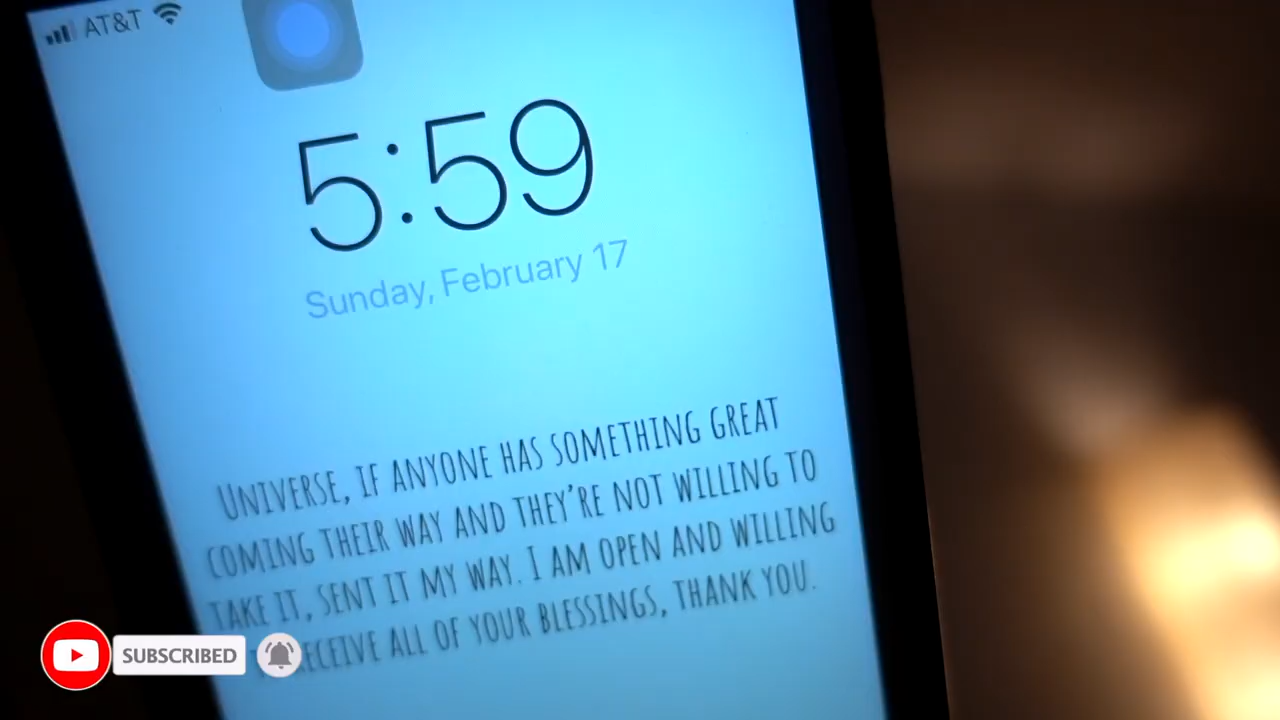 AT&T
5:59
Sunday, February 17
UNIVERSE, IF ANYONE HAS SOMETHING GREAT
COMING THEIR WAY AND THEY'RE NOT WILLING TO
TAKE IT, SENT IT MY WAY. I AM OPEN AND WILLING
RECEIVE ALL OF YOUR BLESSINGS, THANK YOU.
SUBSCRIBED